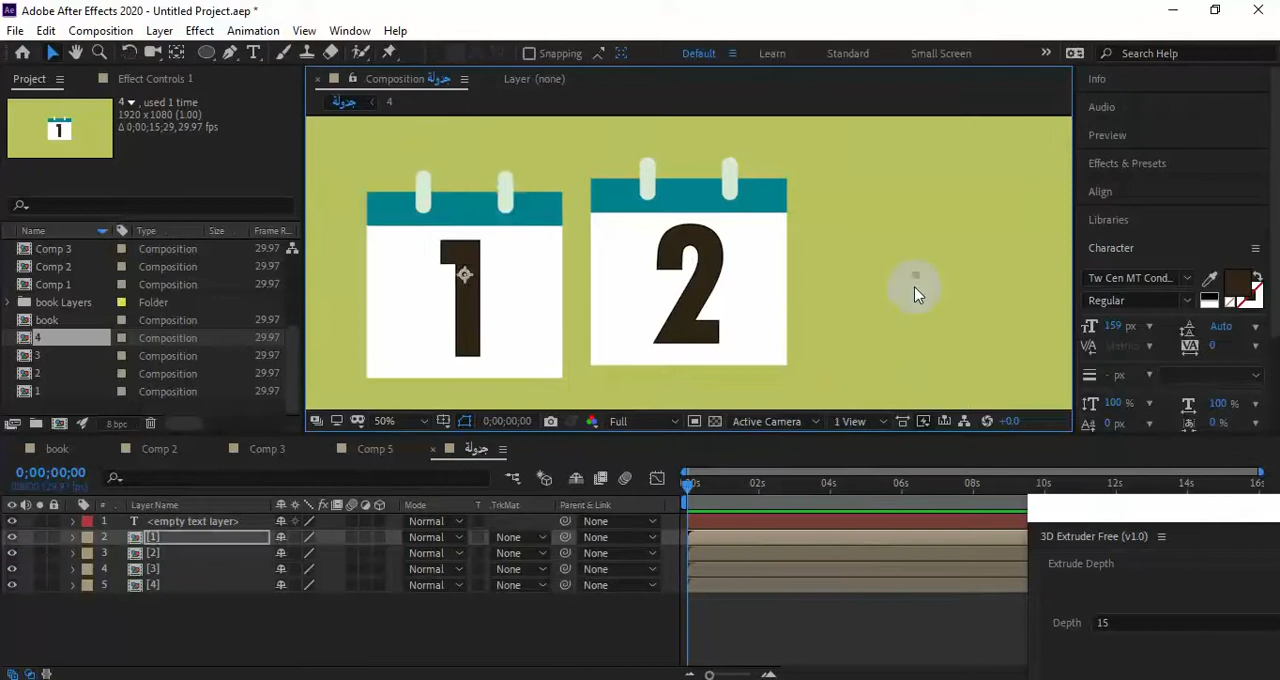 Adobe After Effects 2020 - Untitled Project.aep *
File Edit Composition Layer Effect Animation View Window Help
Snapping Default Learn Standard Small Screen Search Help
Project Effect Controls 1
Composition جدولة Layer (none)
جدولة 4
4, used 1 time
1920 x 1080 (1.00)
Δ 0;00;15;29, 29.97 fps
1
1
2
Name Type Size Frame R...
Comp 3 Composition 29.97
Comp 2 Composition 29.97
Comp 1 Composition 29.97
book Layers Folder
book Composition 29.97
4 Composition 29.97
3 Composition 29.97
2 Composition 29.97
1 Composition 29.97
8 bpc
50% 0;00;00;00 Full Active Camera 1 View +0.0
Info
Audio
Preview
Effects & Presets
Align
Libraries
Character
Tw Cen MT Cond...
Regular
159 px Auto
Metrics 0
- px
100 % 100 %
0 px 0 %
book Comp 2 Comp 3 Comp 5 جدولة
0;00;00;00
00000 (29.97 fps)
# Layer Name Mode T .TrkMat Parent & Link
1 T <empty text layer> Normal None
2 [1] Normal None None
3 [2] Normal None None
4 [3] Normal None None
5 [4] Normal None None
00s 02s 04s 06s 08s 10s 12s 14s 16s
3D Extruder Free (v1.0)
Extrude Depth
Depth 15